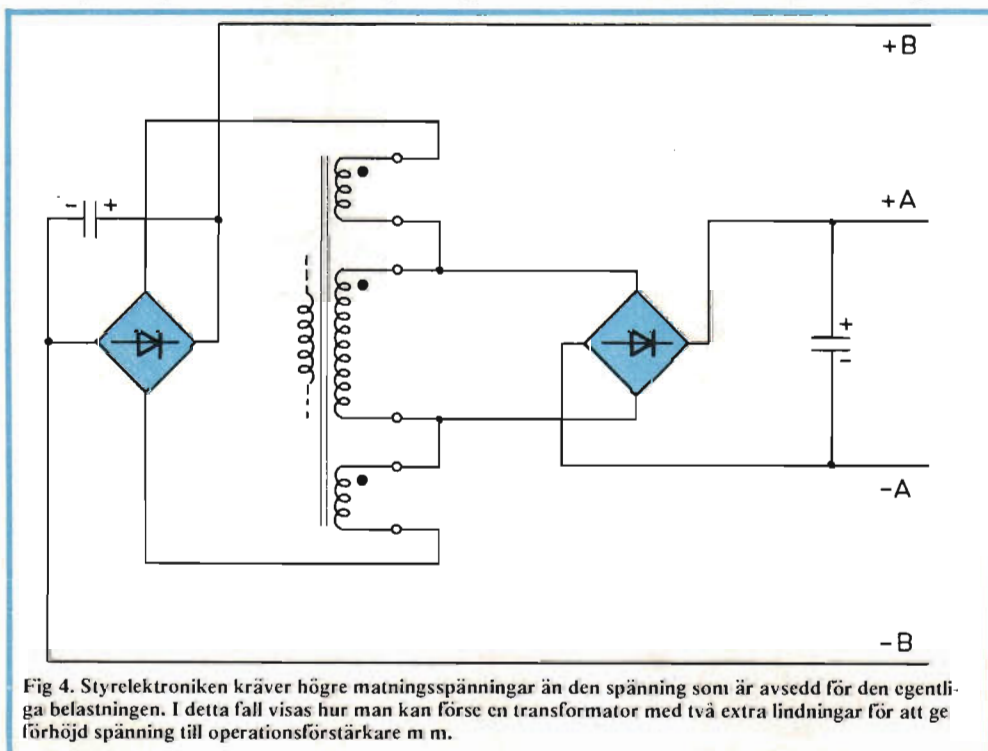 +B
- +
+A
+
-
-A
-B
Fig 4. Styrelektroniken kräver högre matningsspänningar än den spänning som är avsedd för den egentli-
ga belastningen. I detta fall visas hur man kan förse en transformator med två extra lindningar för att ge
förhöjd spänning till operationsförstärkare m m.